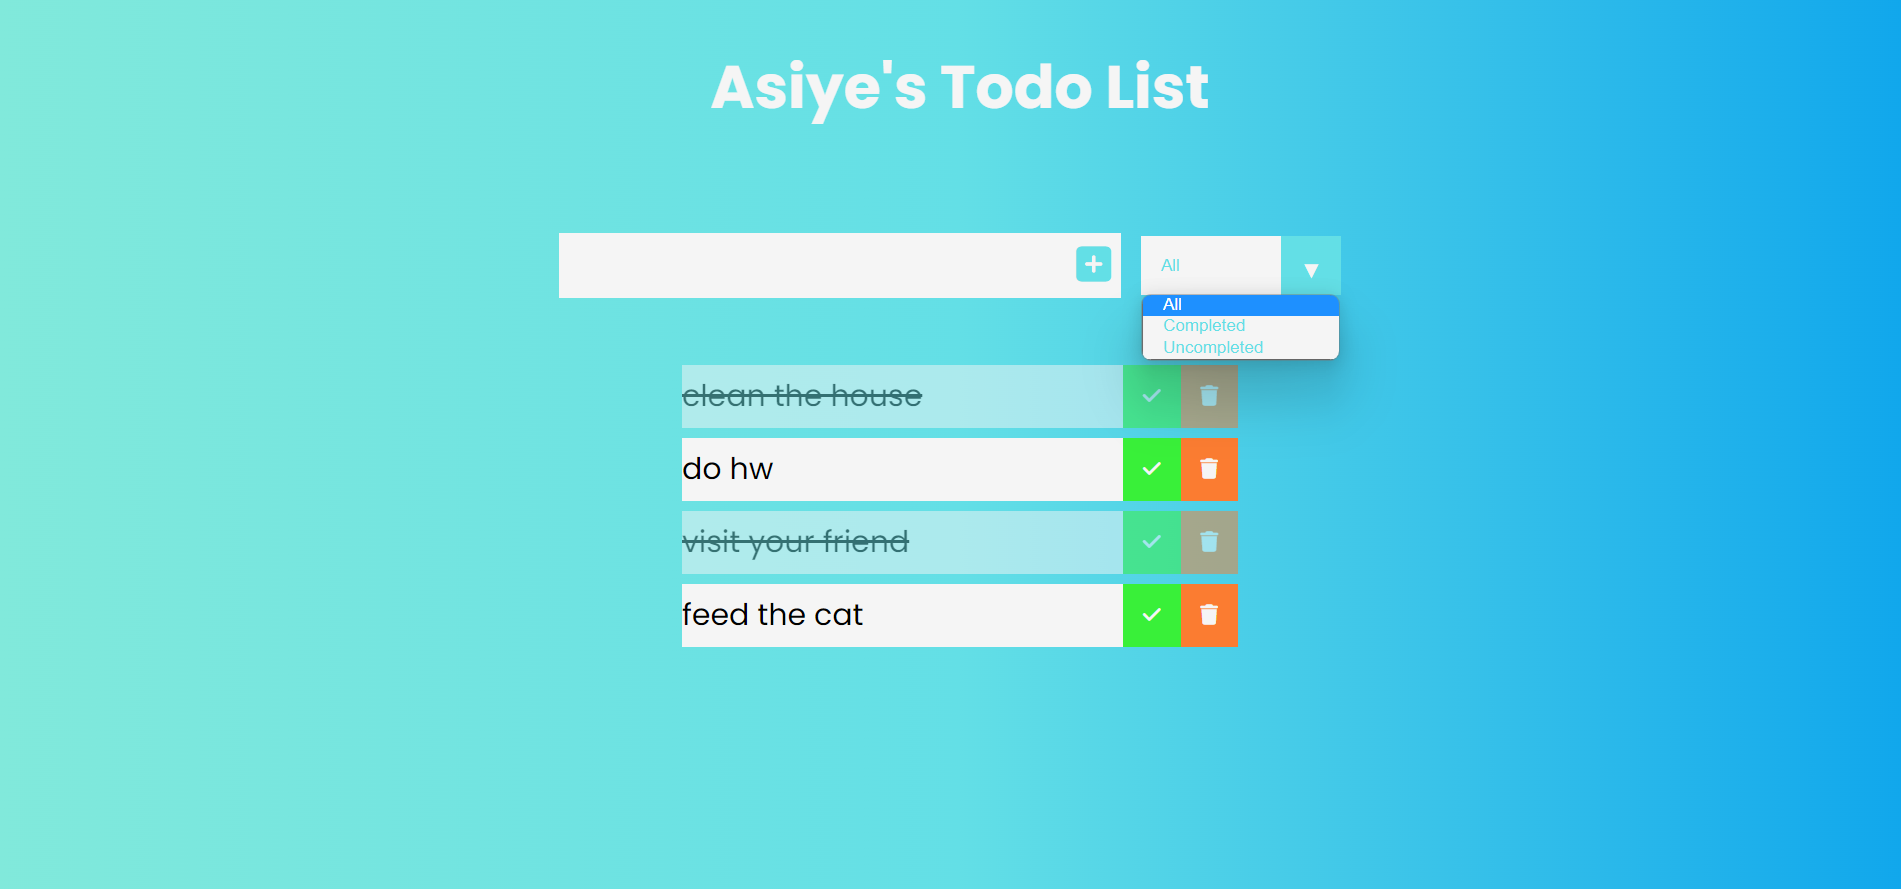 Asiye's Todo List
All
All
Completed
Uncompleted
clean the house
do hw
visit your friend
feed the cat